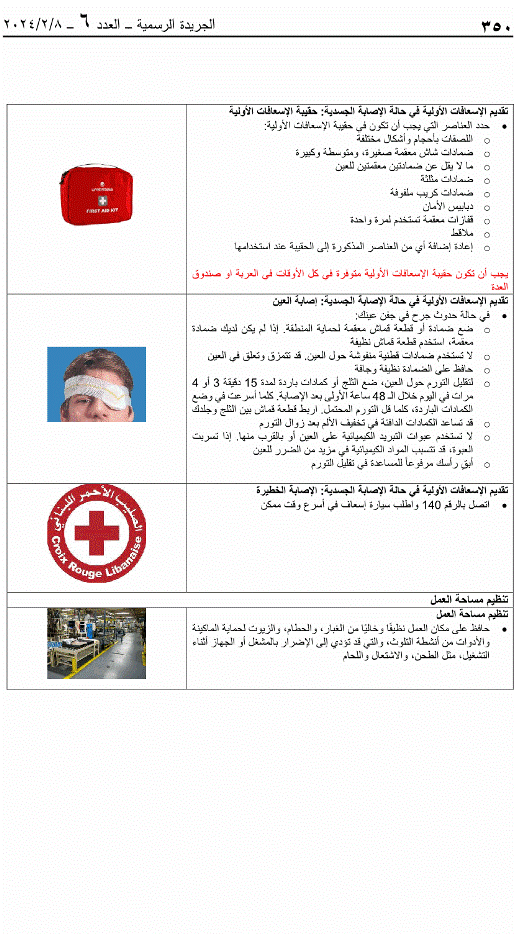 ٣٥٠
الجريدة الرسمية ــ العدد ٦ ــ ٢٠٢٤/٢/٨
تقديم الإسعافات الأولية في حالة الإصابة الجسدية: حقيبة الإسعافات الأولية
• حدد العناصر التي يجب أن تكون في حقيبة الإسعافات الأولية:
o اللصقات بأحجام وأشكال مختلفة
o ضمادات شاش معقمة صغيرة، ومتوسطة وكبيرة
o ما لا يقل عن ضمادتين معقمتين للعين
o ضمادات مثلثة
o ضمادات كريب ملفوفة
o دبابيس الأمان
o قفازات معقمة تستخدم لمرة واحدة
o ملاقط
o إعادة إضافة أي من العناصر المذكورة إلى الحقيبة عند استخدامها
يجب أن تكون حقيبة الإسعافات الأولية متوفرة في كل الأوقات في العربة او صندوق
العدة
FIRST AID KIT
تقديم الإسعافات الأولية في حالة الإصابة الجسدية: إصابة العين
• في حالة حدوث جرح في جفن عينك:
o ضع ضمادة أو قطعة قماش معقمة لحماية المنطقة. إذا لم يكن لديك ضمادة
معقمة، استخدم قطعة قماش نظيفة
o لا تستخدم ضمادات قطنية منفوشة حول العين. قد تتمزق وتعلق في العين
o حافظ على الضمادة نظيفة وجافة
o لتقليل التورم حول العين، ضع الثلج أو كمادات باردة لمدة 15 دقيقة 3 أو 4
مرات في اليوم خلال الـ 48 ساعة الأولى بعد الإصابة. كلما أسرعت في وضع
الكمادات الباردة، كلما قل التورم المحتمل. اربط قطعة قماش بين الثلج وجلدك
o قد تساعد الكمادات الدافئة في تخفيف الألم بعد زوال التورم
o لا تستخدم عبوات التبريد الكيميائية على العين أو بالقرب منها. إذا تسربت
العبوة، قد تتسبب المواد الكيميائية في مزيد من الضرر للعين
o أبق رأسك مرفوعاً للمساعدة في تقليل التورم
تقديم الإسعافات الأولية في حالة الإصابة الجسدية: الإصابة الخطيرة
• اتصل بالرقم 140 واطلب سيارة إسعاف في أسرع وقت ممكن
الصليب الأحمر اللبناني
Croix Rouge Libanaise
تنظيم مساحة العمل
تنظيم مساحة العمل
• حافظ على مكان العمل نظيفًا وخاليًا من الغبار، والحطام، والزيوت لحماية الماكينة
والأدوات من أنشطة التلوث، والتي قد تؤدي إلى الإضرار بالمشغل أو الجهاز أثناء
التشغيل، مثل الطحن، والاشتعال واللحام